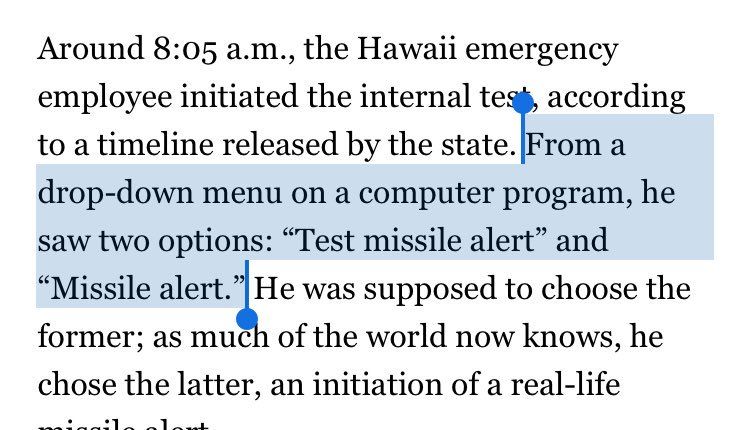 Around 8:05 a.m., the Hawaii emergency
employee initiated the internal test, according
to a timeline released by the state. From a
drop-down menu on a computer program, he
saw two options: “Test missile alert” and
“Missile alert.” He was supposed to choose the
former; as much of the world now knows, he
chose the latter, an initiation of a real-life
missile alert.